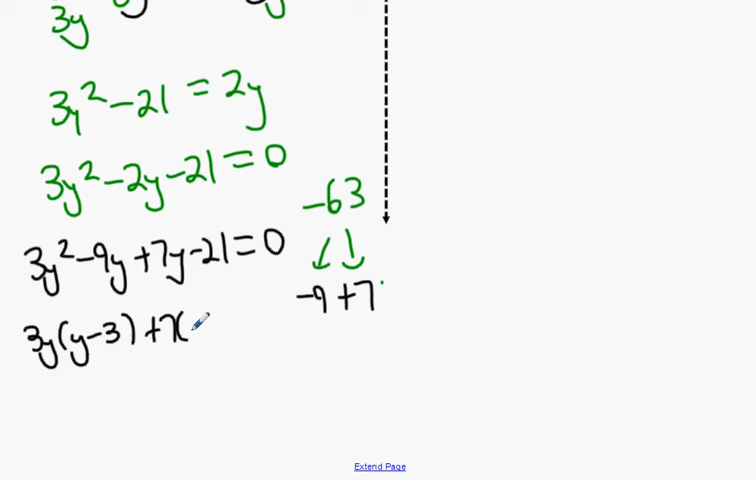 3y
3y² - 21 = 2y
3y² - 2y - 21 = 0
-63
3y² - 9y + 7y - 21 = 0
-9 +7
3y(y - 3) + 7(
Extend Page